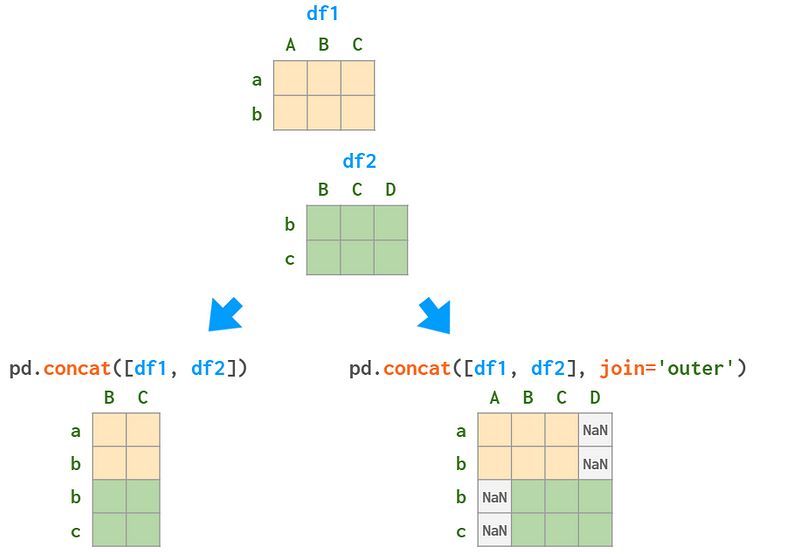 df1
A B C
a
b
df2
B C D
b
c
pd.concat([df1, df2])
B C
a
b
b
c
pd.concat([df1, df2], join='outer')
A B C D
a NaN
b NaN
b NaN
c NaN